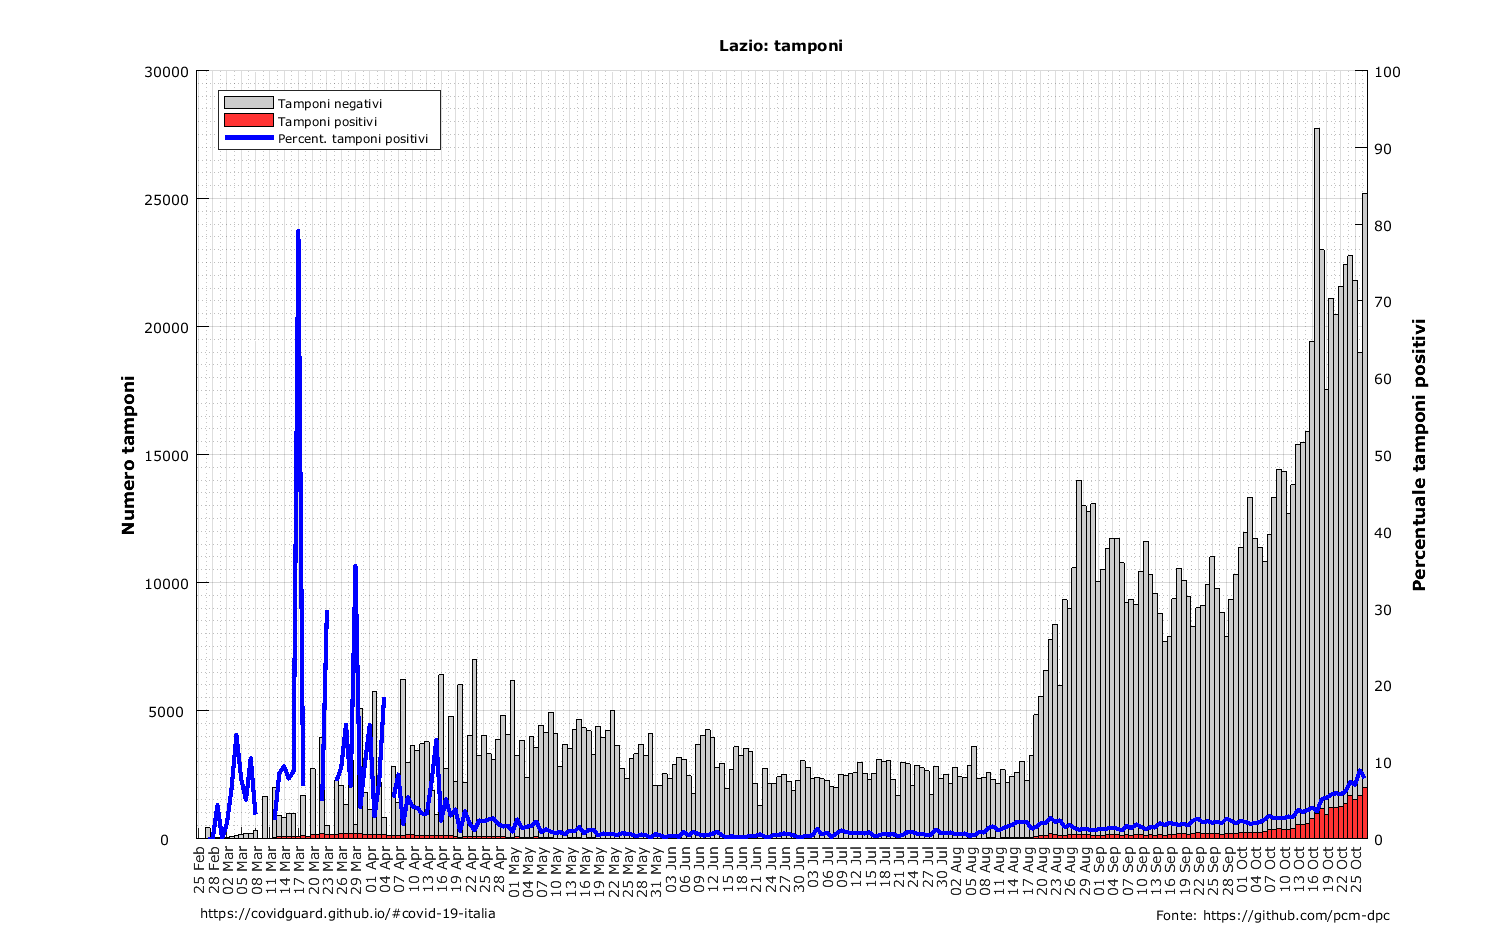 Lazio: tamponi
Tamponi negativi
Tamponi positivi
Percent. tamponi positivi
Numero tamponi
30000
25000
20000
15000
10000
5000
0
Percentuale tamponi positivi
100
90
80
70
60
50
40
30
20
10
0
25 Feb
28 Feb
02 Mar
05 Mar
08 Mar
11 Mar
14 Mar
17 Mar
20 Mar
23 Mar
26 Mar
29 Mar
01 Apr
04 Apr
07 Apr
10 Apr
13 Apr
16 Apr
19 Apr
22 Apr
25 Apr
28 Apr
01 May
04 May
07 May
10 May
13 May
16 May
19 May
22 May
25 May
28 May
31 May
03 Jun
06 Jun
09 Jun
12 Jun
15 Jun
18 Jun
21 Jun
24 Jun
27 Jun
30 Jun
03 Jul
06 Jul
09 Jul
12 Jul
15 Jul
18 Jul
21 Jul
24 Jul
27 Jul
30 Jul
02 Aug
05 Aug
08 Aug
11 Aug
14 Aug
17 Aug
20 Aug
23 Aug
26 Aug
29 Aug
01 Sep
04 Sep
07 Sep
10 Sep
13 Sep
16 Sep
19 Sep
22 Sep
25 Sep
28 Sep
01 Oct
04 Oct
07 Oct
10 Oct
13 Oct
16 Oct
19 Oct
22 Oct
25 Oct
https://covidguard.github.io/#covid-19-italia
Fonte: https://github.com/pcm-dpc